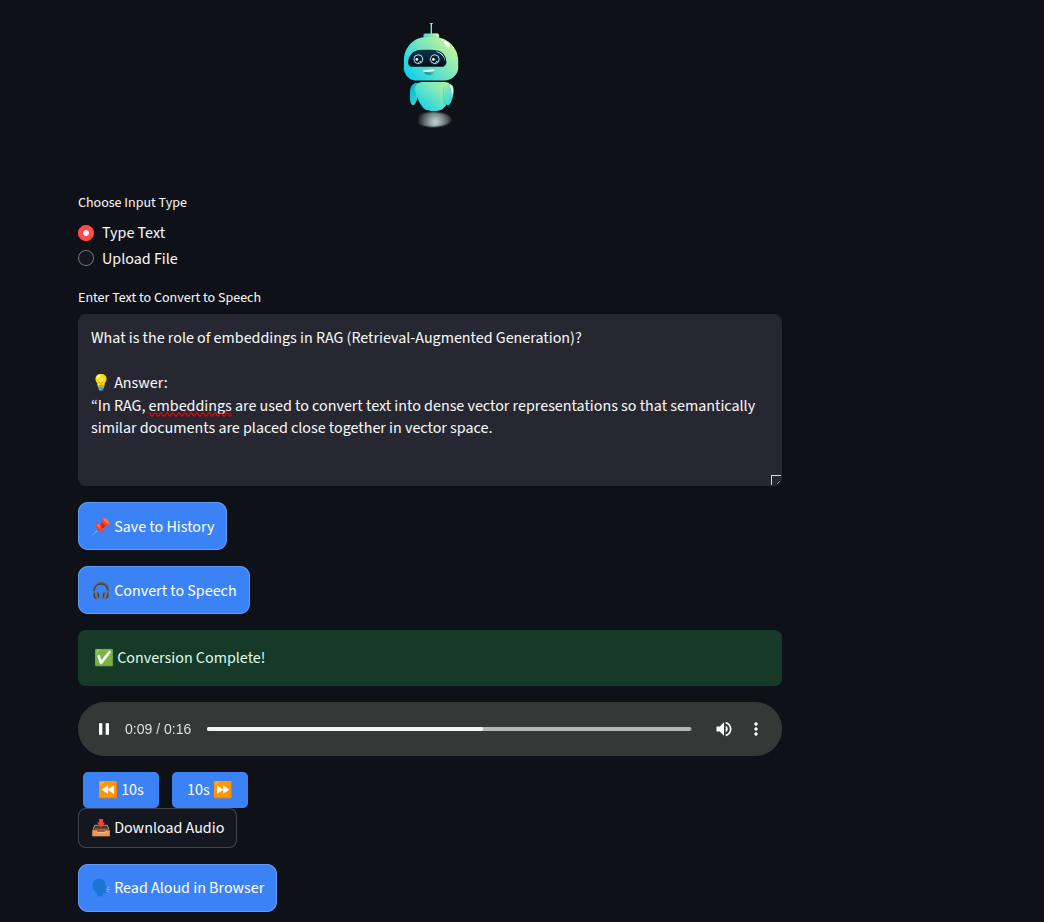 Choose Input Type
Type Text
Upload File
Enter Text to Convert to Speech
What is the role of embeddings in RAG (Retrieval-Augmented Generation)?
💡 Answer:
“In RAG, embeddings are used to convert text into dense vector representations so that semantically
similar documents are placed close together in vector space.
📌 Save to History
🎧 Convert to Speech
✅ Conversion Complete!
0:09 / 0:16
⏪ 10s 10s ⏩
📥 Download Audio
🗣️ Read Aloud in Browser